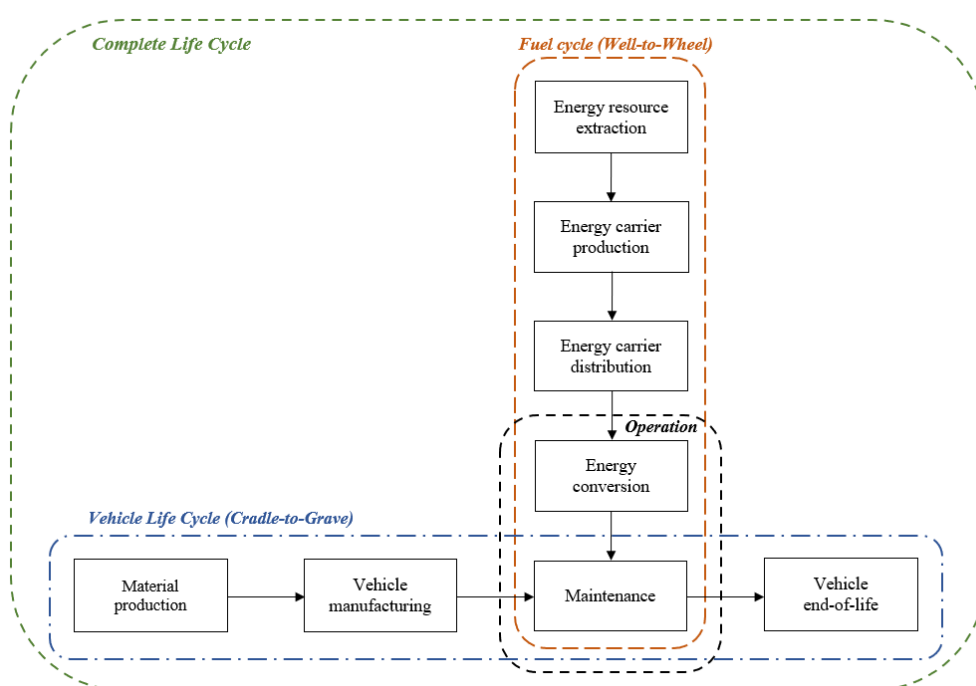 Complete Life Cycle
Fuel cycle (Well-to-Wheel)
Energy resource
extraction
Energy carrier
production
Energy carrier
distribution
Operation
Energy
conversion
Vehicle Life Cycle (Cradle-to-Grave)
Material
production
Vehicle
manufacturing
Maintenance
Vehicle
end-of-life